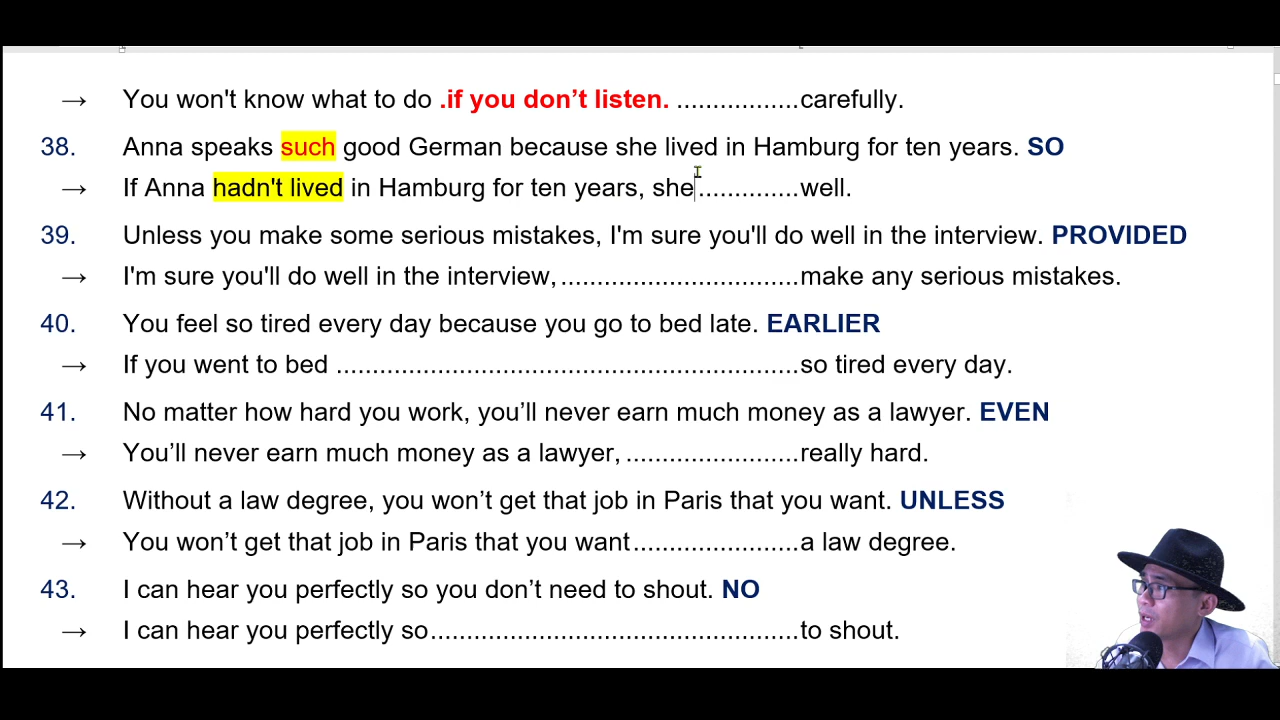 → You won't know what to do .if you don’t listen. .................carefully.
38. Anna speaks such good German because she lived in Hamburg for ten years. SO
→ If Anna hadn't lived in Hamburg for ten years, she..............well.
39. Unless you make some serious mistakes, I'm sure you'll do well in the interview. PROVIDED
→ I'm sure you'll do well in the interview,.................................make any serious mistakes.
40. You feel so tired every day because you go to bed late. EARLIER
→ If you went to bed ................................................................so tired every day.
41. No matter how hard you work, you’ll never earn much money as a lawyer. EVEN
→ You’ll never earn much money as a lawyer,........................really hard.
42. Without a law degree, you won’t get that job in Paris that you want. UNLESS
→ You won’t get that job in Paris that you want.......................a law degree.
43. I can hear you perfectly so you don’t need to shout. NO
→ I can hear you perfectly so...................................................to shout.